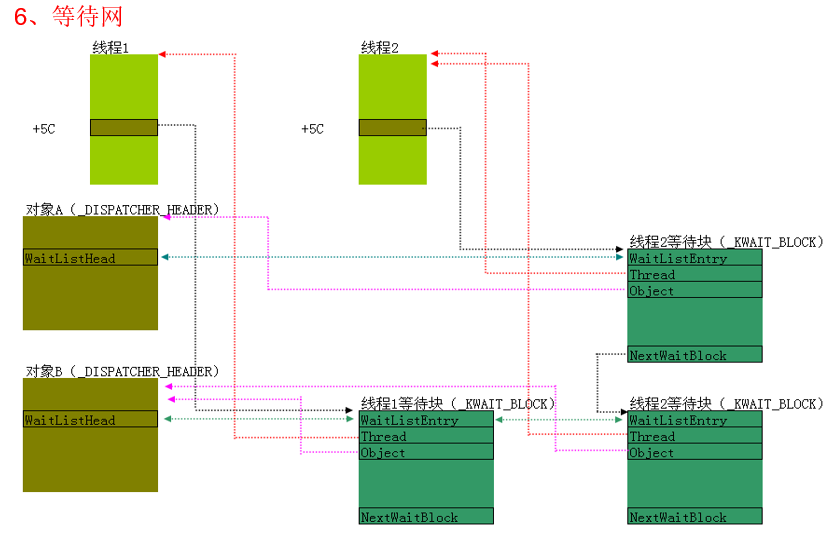 6、等待网
线程1
线程2
+5C
+5C
对象A（_DISPATCHER_HEADER）
线程2等待块（_KWAIT_BLOCK）
WaitListHead
WaitListEntry
Thread
Object
NextWaitBlock
对象B（_DISPATCHER_HEADER）
线程1等待块（_KWAIT_BLOCK）
线程2等待块（_KWAIT_BLOCK）
WaitListHead
WaitListEntry
WaitListEntry
Thread
Thread
Object
Object
NextWaitBlock
NextWaitBlock